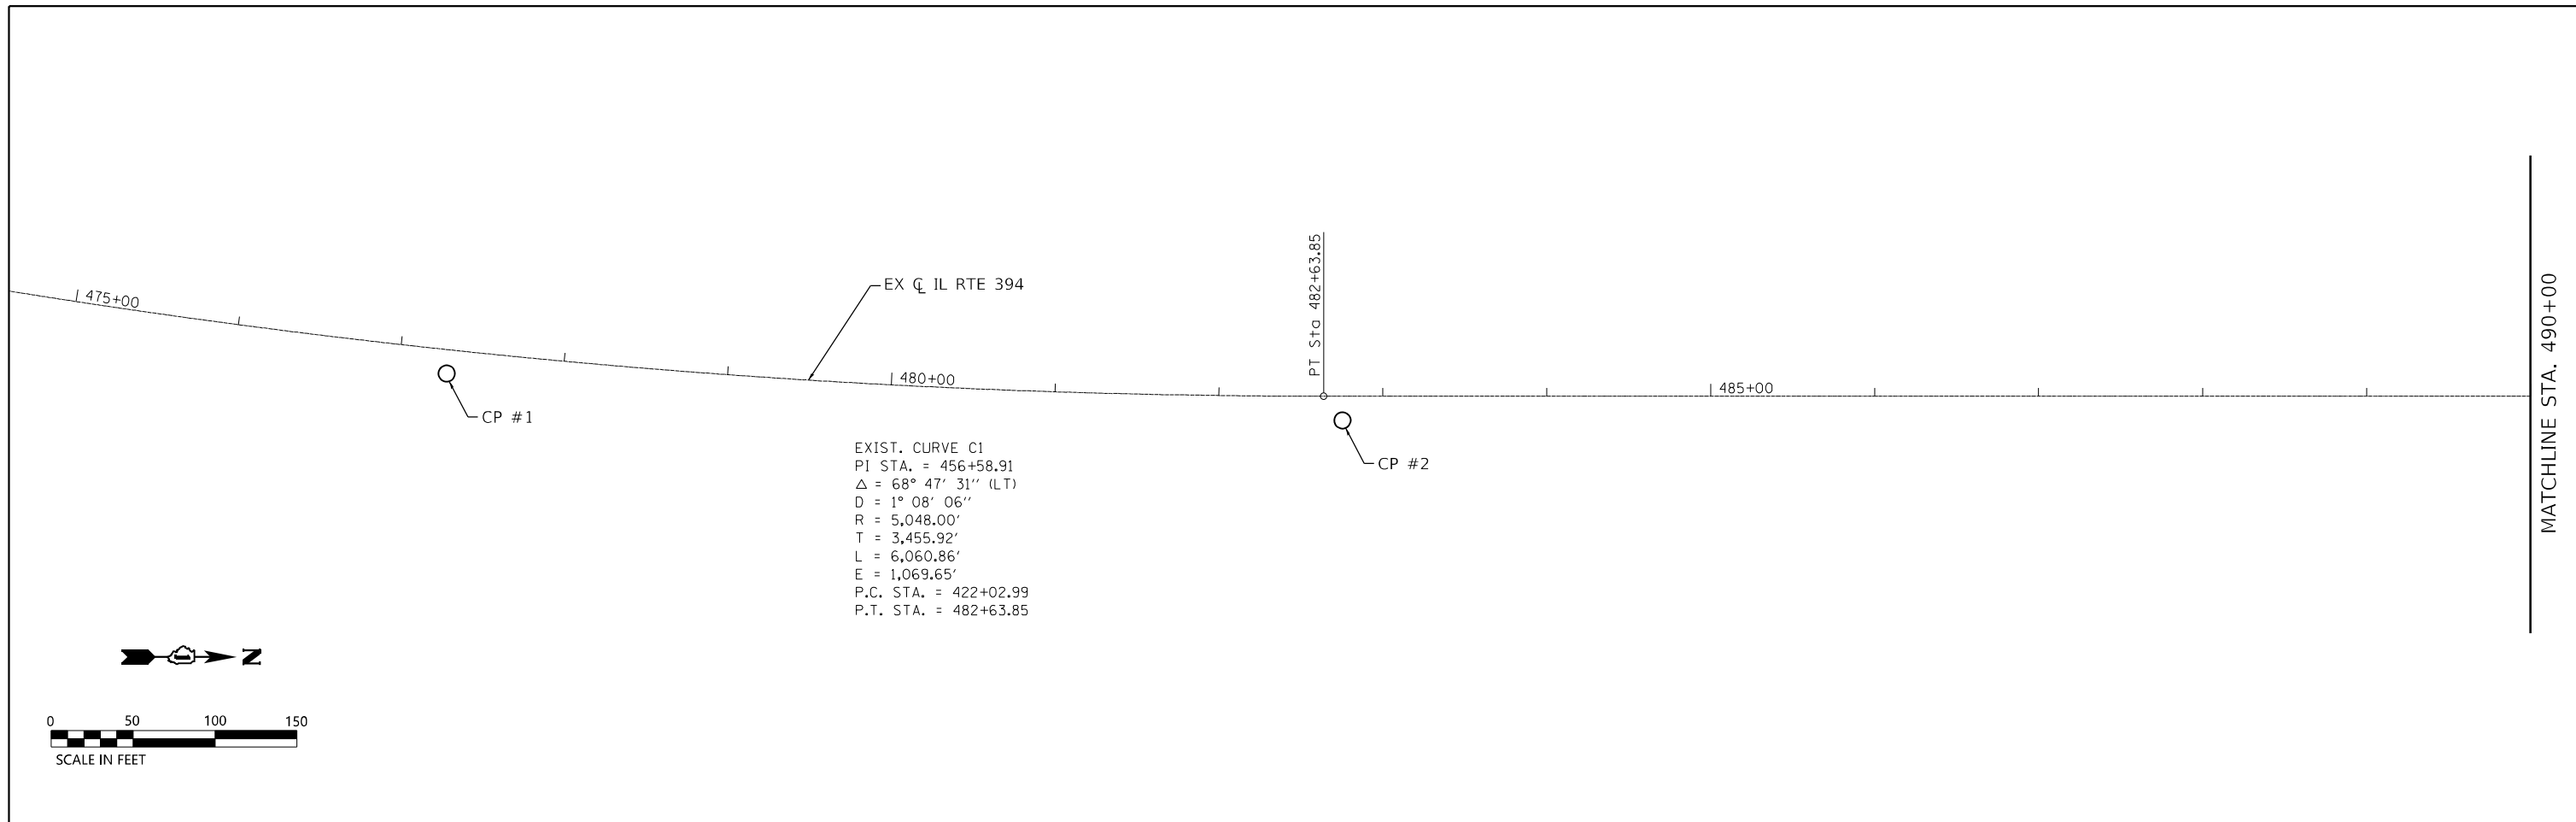 PT Sta 482+63.85
475+00
EX ℄ IL RTE 394
480+00
485+00
MATCHLINE STA. 490+00
CP #1
CP #2
EXIST. CURVE C1
PI STA. = 456+58.91
△ = 68° 47' 31'' (LT)
D = 1° 08' 06''
R = 5,048.00'
T = 3,455.92'
L = 6,060.86'
E = 1,069.65'
P.C. STA. = 422+02.99
P.T. STA. = 482+63.85
N
0 50 100 150
SCALE IN FEET